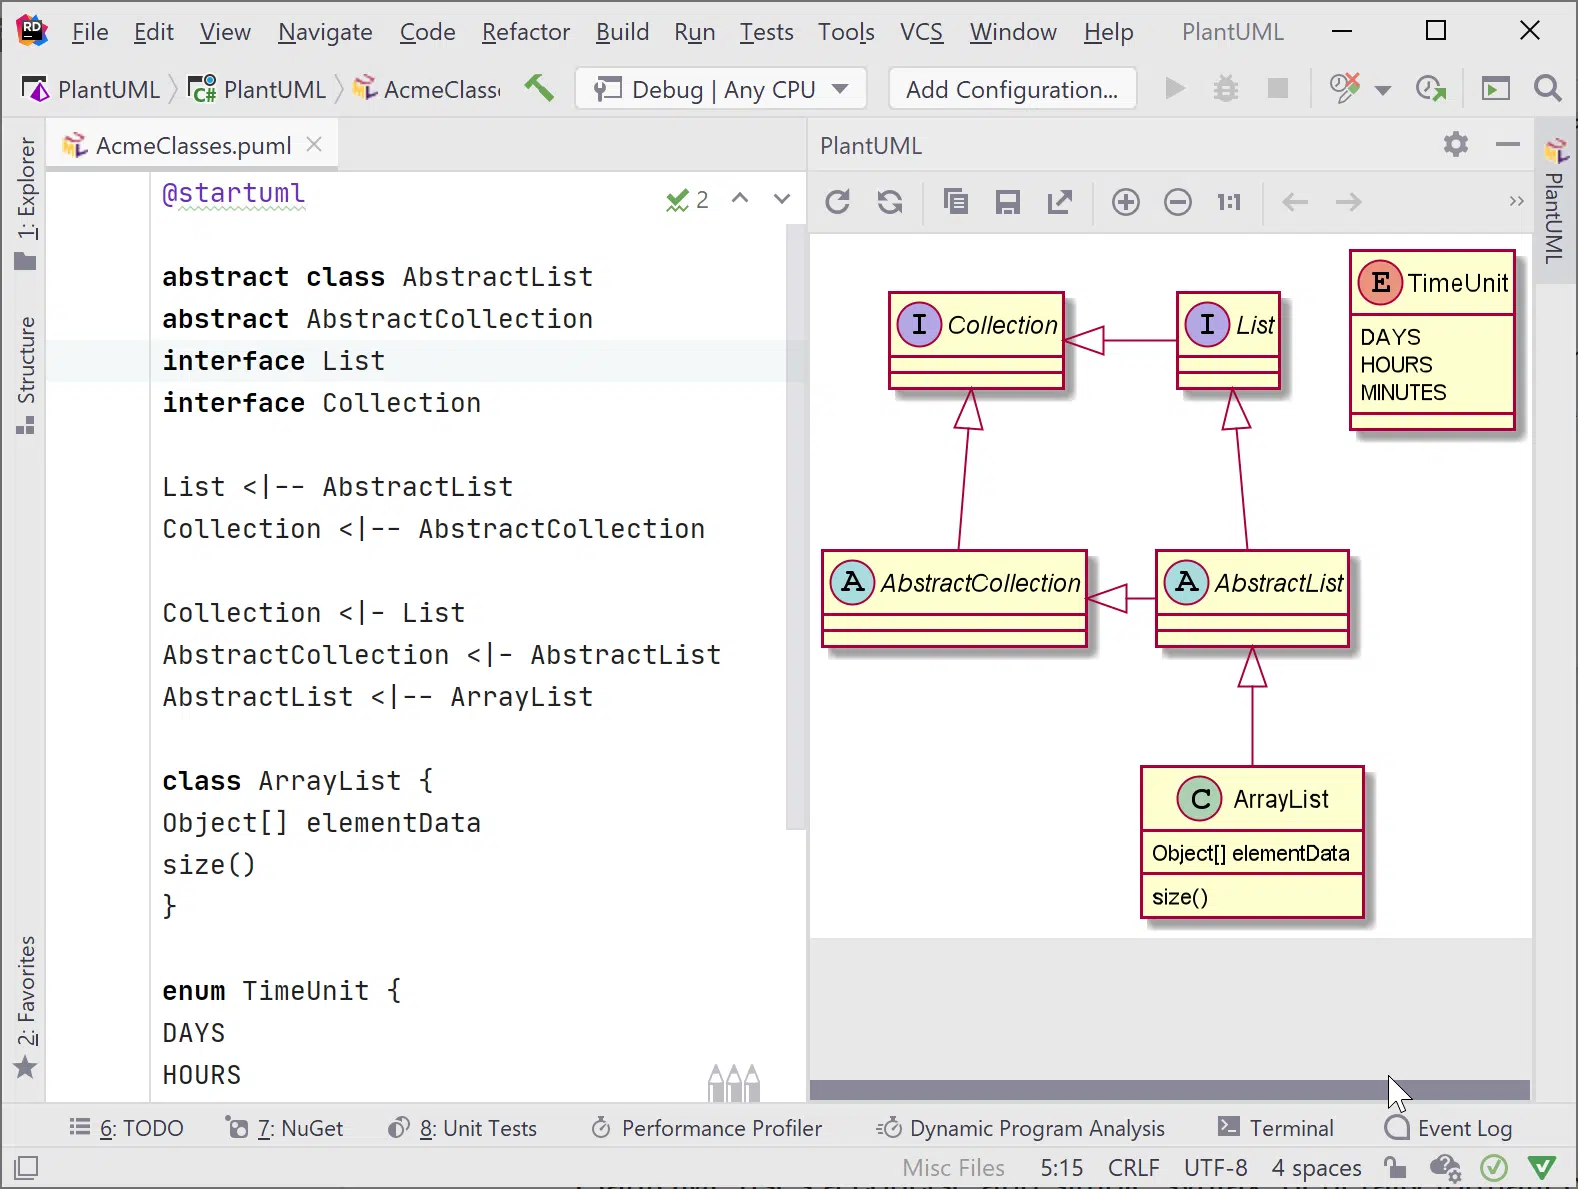 RD
File Edit View Navigate Code Refactor Build Run Tests Tools VCS Window Help PlantUML
PlantUML C# PlantUML AcmeClass Debug | Any CPU Add Configuration...
1: Explorer
Structure
2: Favorites
AcmeClasses.puml
2
@startuml
abstract class AbstractList
abstract AbstractCollection
interface List
interface Collection
List <|-- AbstractList
Collection <|-- AbstractCollection
Collection <|- List
AbstractCollection <|- AbstractList
AbstractList <|-- ArrayList
class ArrayList {
Object[] elementData
size()
}
enum TimeUnit {
DAYS
HOURS
PlantUML
1:1
PlantUML
I Collection
I List
E TimeUnit
DAYS
HOURS
MINUTES
A AbstractCollection
A AbstractList
C ArrayList
Object[] elementData
size()
6: TODO 7: NuGet 8: Unit Tests Performance Profiler Dynamic Program Analysis Terminal Event Log
Misc Files 5:15 CRLF UTF-8 4 spaces